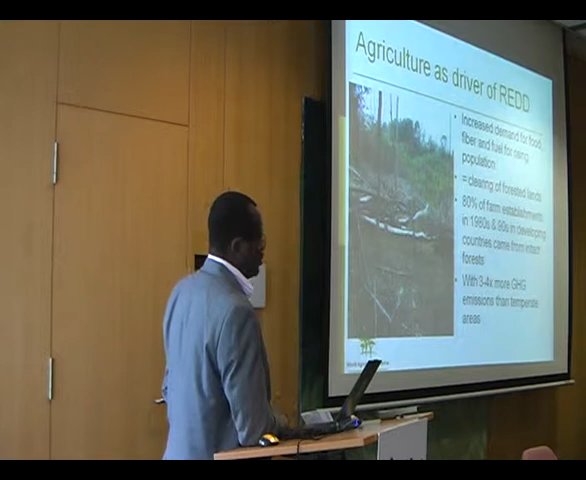 Agriculture as driver of REDD
• Increased demand for food,
fiber and fuel for rising
population
• = clearing of forested lands
• 80% of farm establishments
in 1980s & 90s in developing
countries came from intact
forests
• With 3-4x more GHG
emissions than temperate
areas